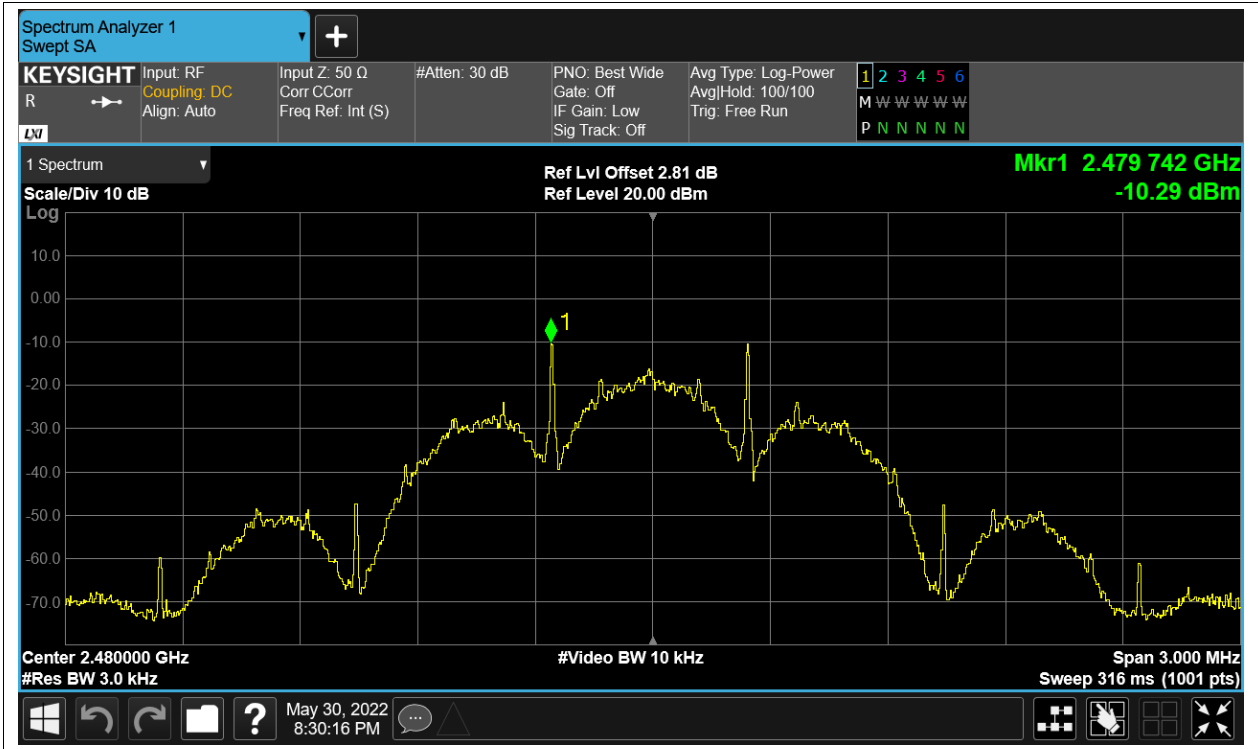 Spectrum Analyzer 1
Swept SA
KEYSIGHT
R
LXI
Input: RF
Coupling: DC
Align: Auto
Input Z: 50 Ω
Corr CCorr
Freq Ref: Int (S)
#Atten: 30 dB
PNO: Best Wide
Gate: Off
IF Gain: Low
Sig Track: Off
Avg Type: Log-Power
Avg|Hold: 100/100
Trig: Free Run
1 2 3 4 5 6
M W W W W W W
P N N N N N N
1 Spectrum
Scale/Div 10 dB
Log
Ref Lvl Offset 2.81 dB
Ref Level 20.00 dBm
Mkr1 2.479 742 GHz
-10.29 dBm
10.0
0.00
-10.0
-20.0
-30.0
-40.0
-50.0
-60.0
-70.0
1
Center 2.480000 GHz
#Res BW 3.0 kHz
#Video BW 10 kHz
Span 3.000 MHz
Sweep 316 ms (1001 pts)
?
May 30, 2022
8:30:16 PM